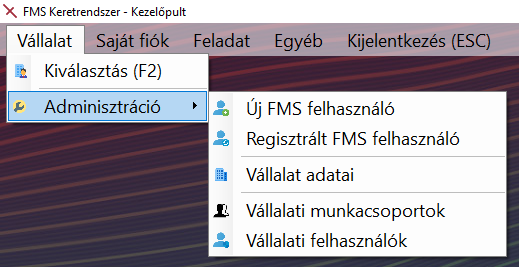 FMS Keretrendszer - Kezelőpult
Vállalat Saját fiók Feladat Egyéb Kijelentkezés (ESC)
Kiválasztás (F2)
Adminisztráció
Új FMS felhasználó
Regisztrált FMS felhasználó
Vállalat adatai
Vállalati munkacsoportok
Vállalati felhasználók